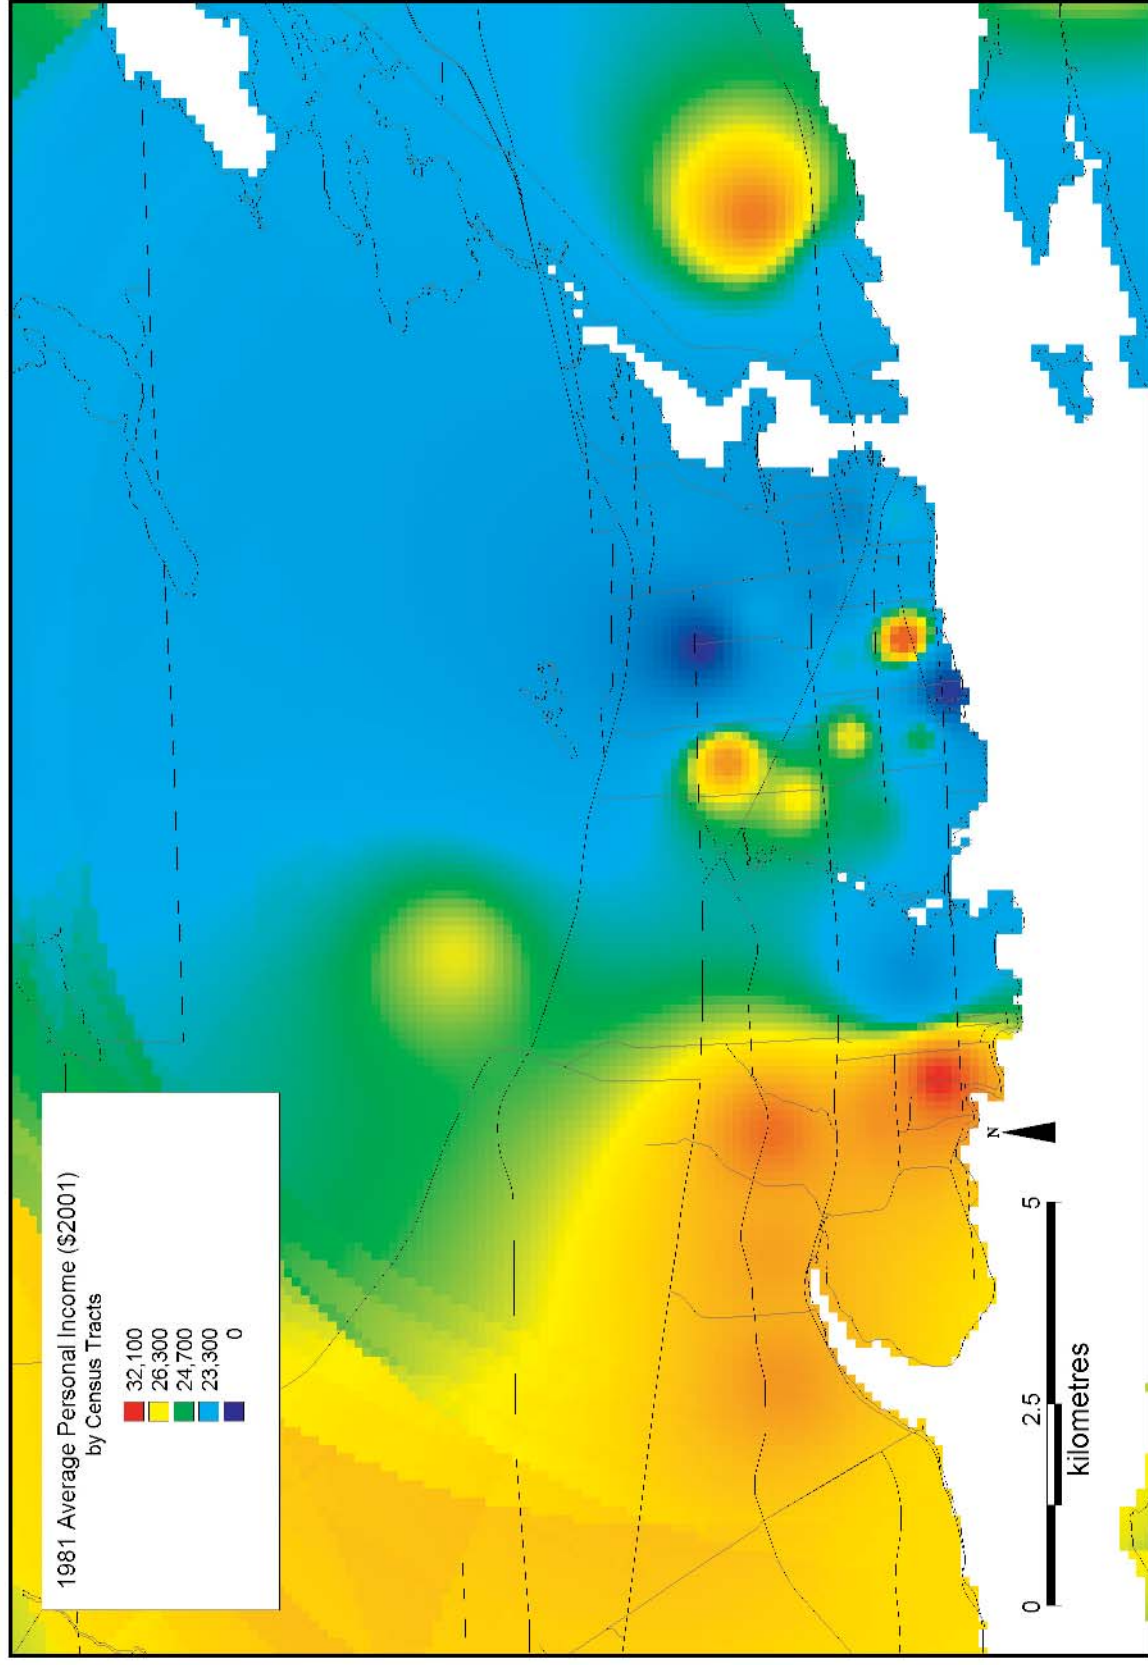 1981 Average Personal Income ($2001)
by Census Tracts
32,100
26,300
24,700
23,300
0
N
0 2.5 5
kilometres